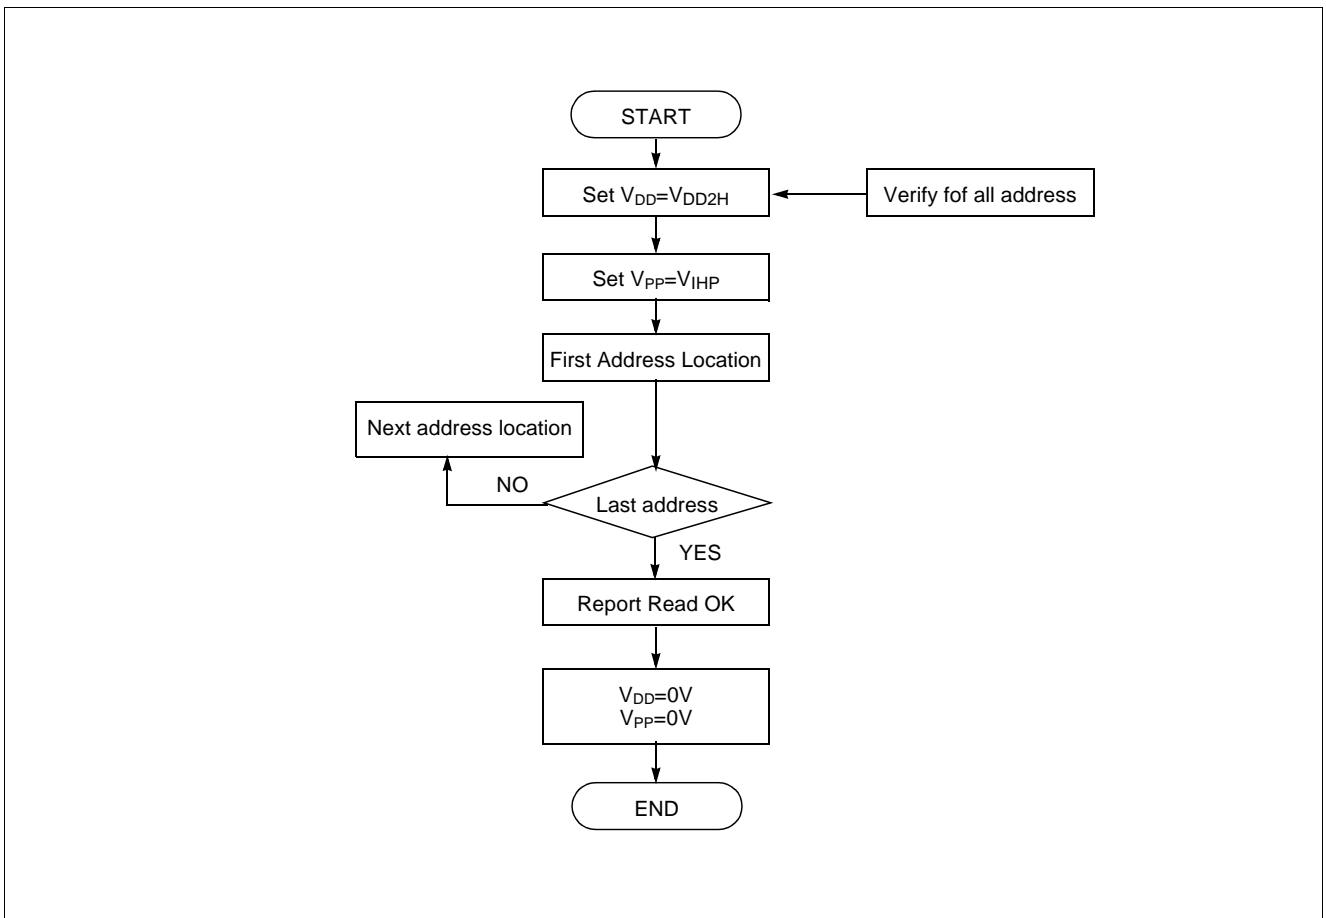 START
Set VDD=VDD2H
Verify fof all address
Set VPP=VIHP
First Address Location
Next address location
NO
Last address
YES
Report Read OK
VDD=0V
VPP=0V
END